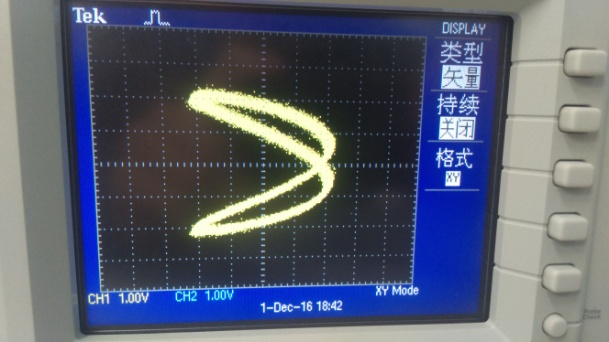 Tek
DISPLAY
类型
矢量
持续
关闭
格式
XY
CH1 1.00V
CH2 1.00V
XY Mode
1-Dec-16 18:42